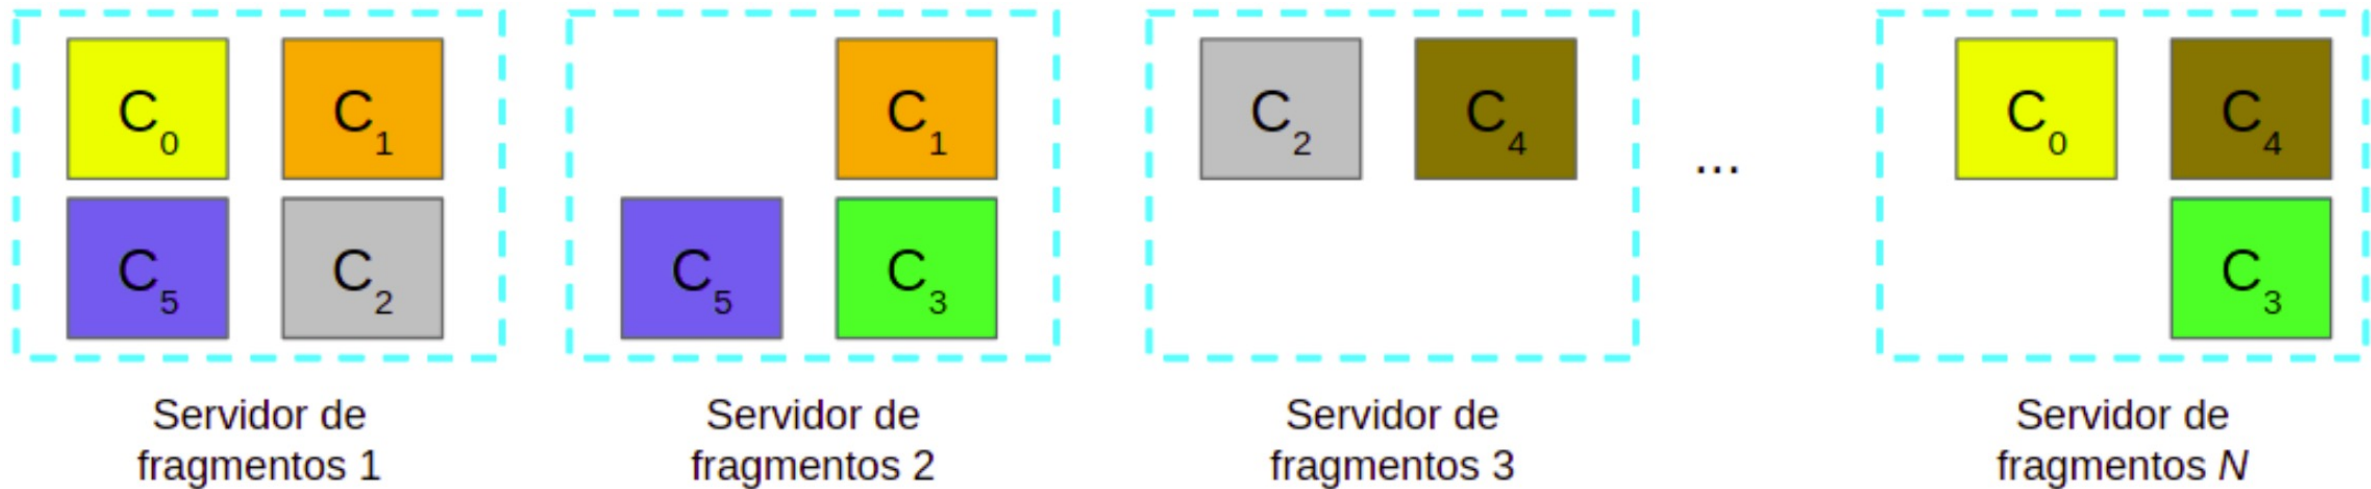 C0 C1
C5 C2
Servidor de
fragmentos 1
C1
C5 C3
Servidor de
fragmentos 2
C2 C4
Servidor de
fragmentos 3
...
C0 C4
C3
Servidor de
fragmentos N